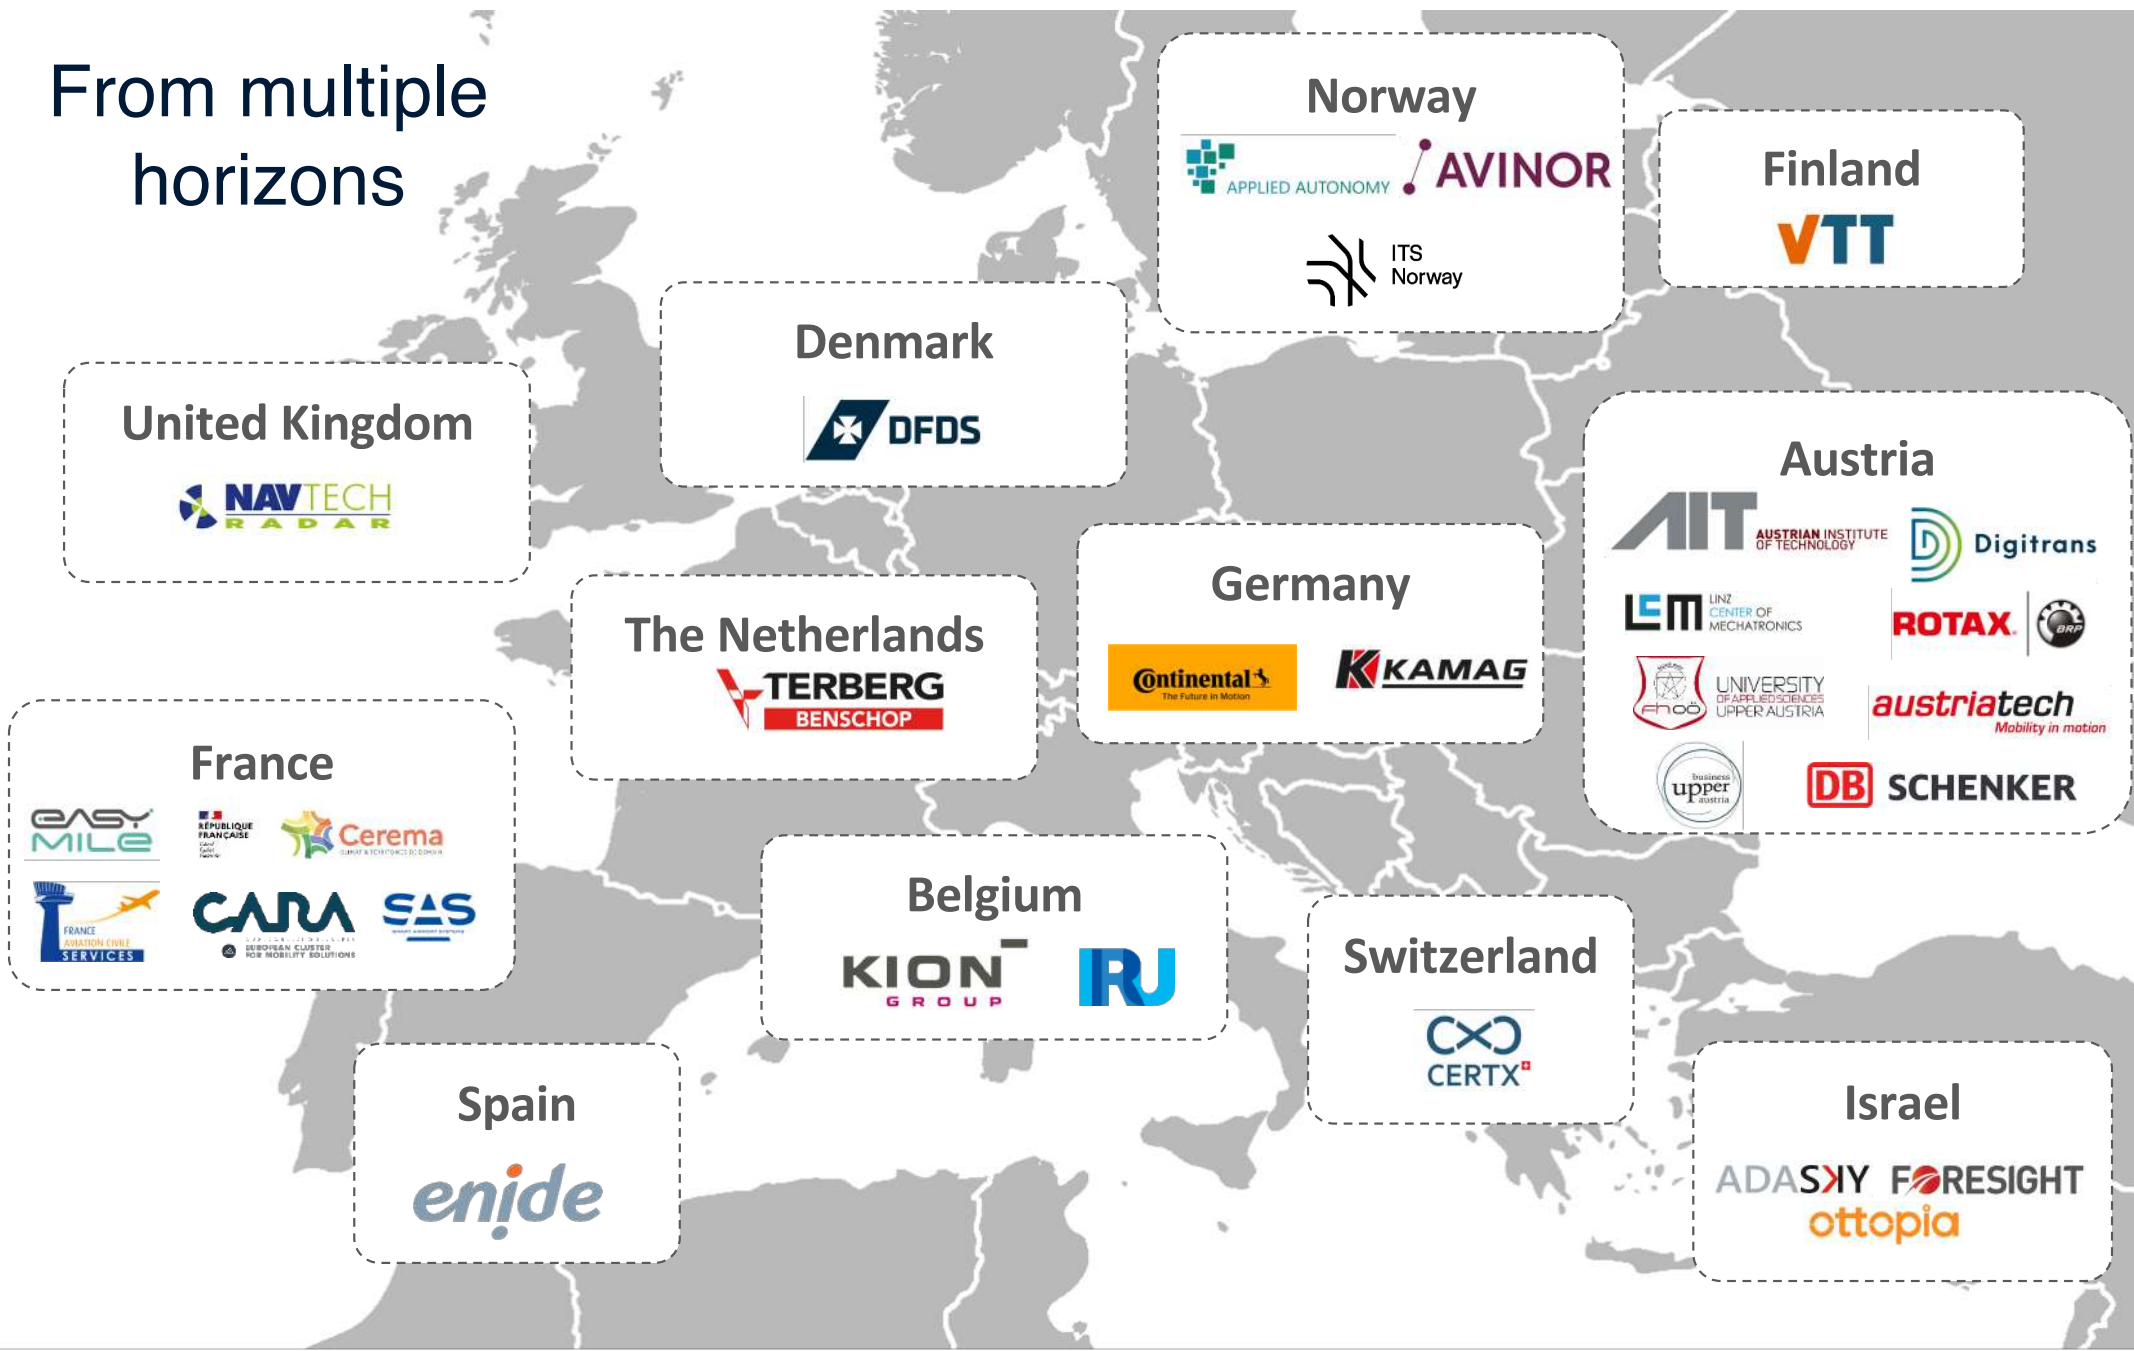 From multiple
horizons
Norway
APPLIED AUTONOMY
AVINOR
ITS
Norway
Finland
VTT
Denmark
DFDS
United Kingdom
NAVTECH
RADAR
Austria
AIT
AUSTRIAN INSTITUTE
OF TECHNOLOGY
Digitrans
LCM
LINZ
CENTER OF
MECHATRONICS
ROTAX
BRP
fhoö
UNIVERSITY
OF APPLIED SCIENCES
UPPER AUSTRIA
austriatech
Mobility in motion
business
upper
austria
DB SCHENKER
Germany
Continental
The Future in Motion
KAMAG
The Netherlands
TERBERG
BENSCHOP
France
EASY
MILE
RÉPUBLIQUE
FRANÇAISE
Cerema
FRANCE
AVIATION CIVILE
SERVICES
CARA
EUROPEAN CLUSTER
FOR MOBILITY SOLUTIONS
SAS
SMART AIRPORT SYSTEMS
Belgium
KION
GROUP
IRU
Switzerland
CERTX
Spain
enide
Israel
ADASKY
FORESIGHT
ottopia